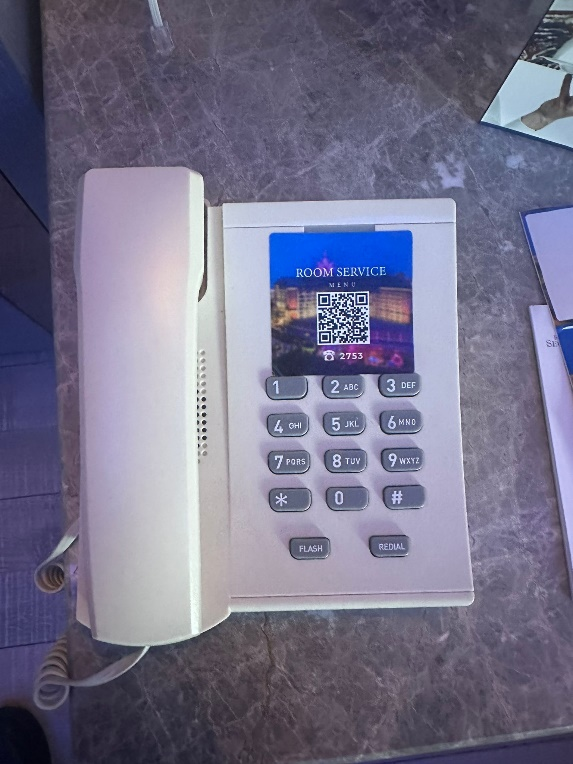 ROOM SERVICE
MENU
☎ 2753
1 2 ABC 3 DEF
4 GHI 5 JKL 6 MNO
7 PQRS 8 TUV 9 WXYZ
* 0 #
FLASH REDIAL